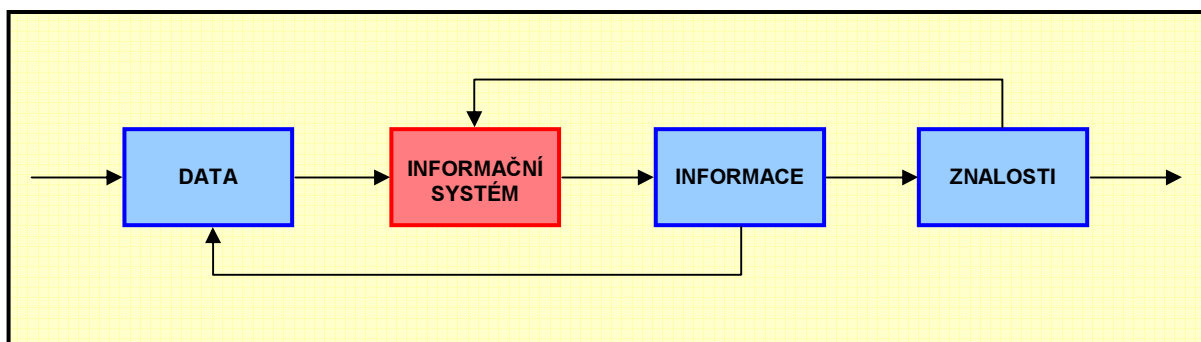 DATA
INFORMAČNÍ
SYSTÉM
INFORMACE
ZNALOSTI